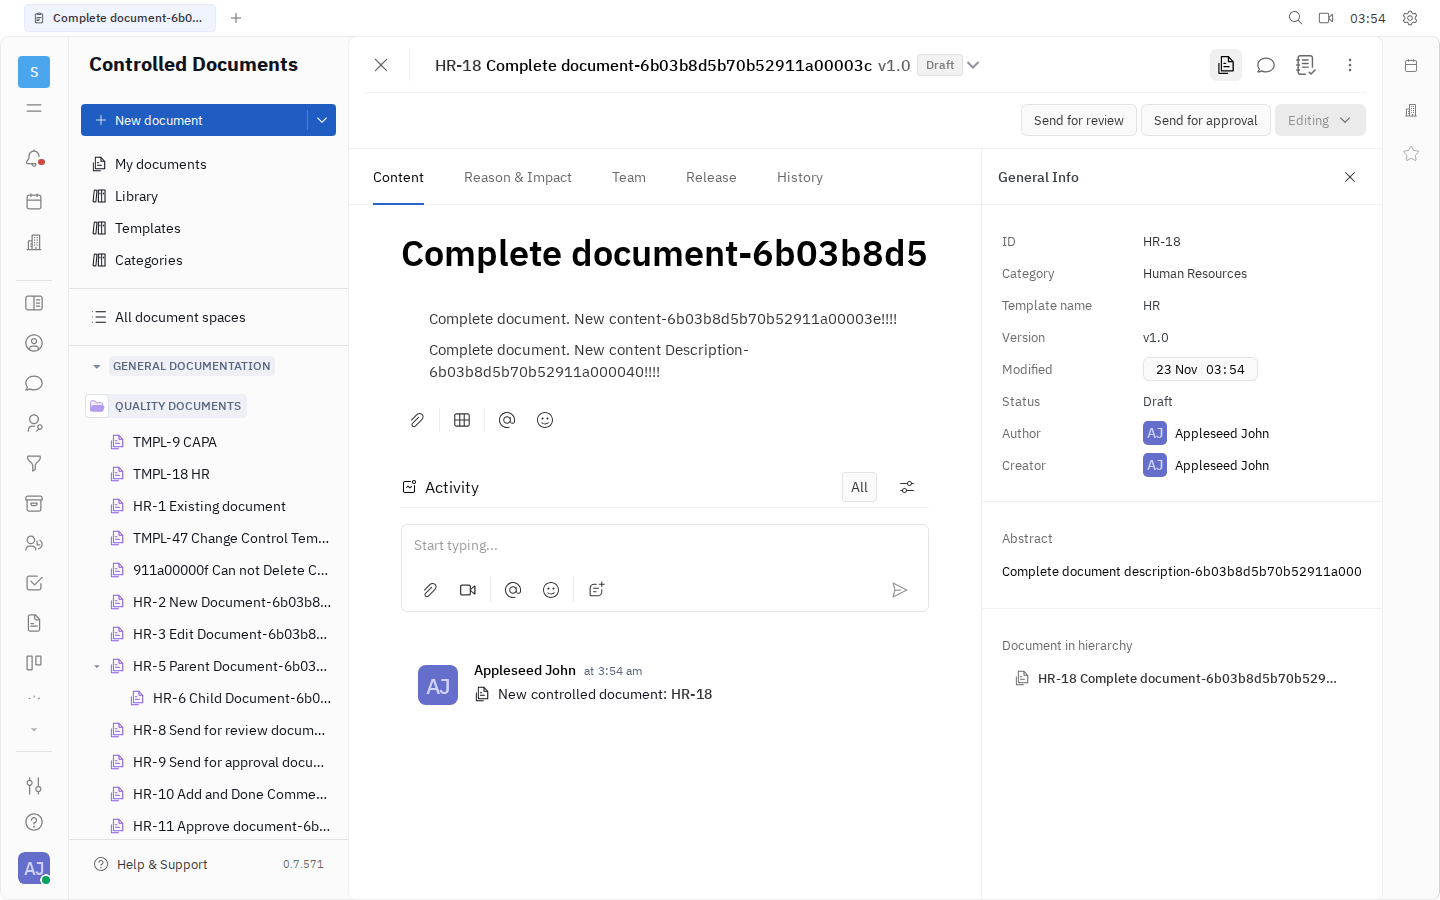 Complete document-6b0...
03:54
S
Controlled Documents
New document
My documents
Library
Templates
Categories
All document spaces
GENERAL DOCUMENTATION
QUALITY DOCUMENTS
TMPL-9 CAPA
TMPL-18 HR
HR-1 Existing document
TMPL-47 Change Control Tem...
911a00000f Can not Delete C...
HR-2 New Document-6b03b8...
HR-3 Edit Document-6b03b8...
HR-5 Parent Document-6b03...
HR-6 Child Document-6b0...
HR-8 Send for review docum...
HR-9 Send for approval docu...
HR-10 Add and Done Comme...
HR-11 Approve document-6b...
Help & Support 0.7.571
AJ
HR-18 Complete document-6b03b8d5b70b52911a00003c v1.0 Draft
Send for review
Send for approval
Editing
Content
Reason & Impact
Team
Release
History
Complete document-6b03b8d5
Complete document. New content-6b03b8d5b70b52911a00003e!!!!
Complete document. New content Description-
6b03b8d5b70b52911a000040!!!!
Activity
All
Start typing...
AJ
Appleseed John at 3:54 am
New controlled document: HR-18
General Info
ID HR-18
Category Human Resources
Template name HR
Version v1.0
Modified 23 Nov 03:54
Status Draft
Author AJ Appleseed John
Creator AJ Appleseed John
Abstract
Complete document description-6b03b8d5b70b52911a000
Document in hierarchy
HR-18 Complete document-6b03b8d5b70b529...